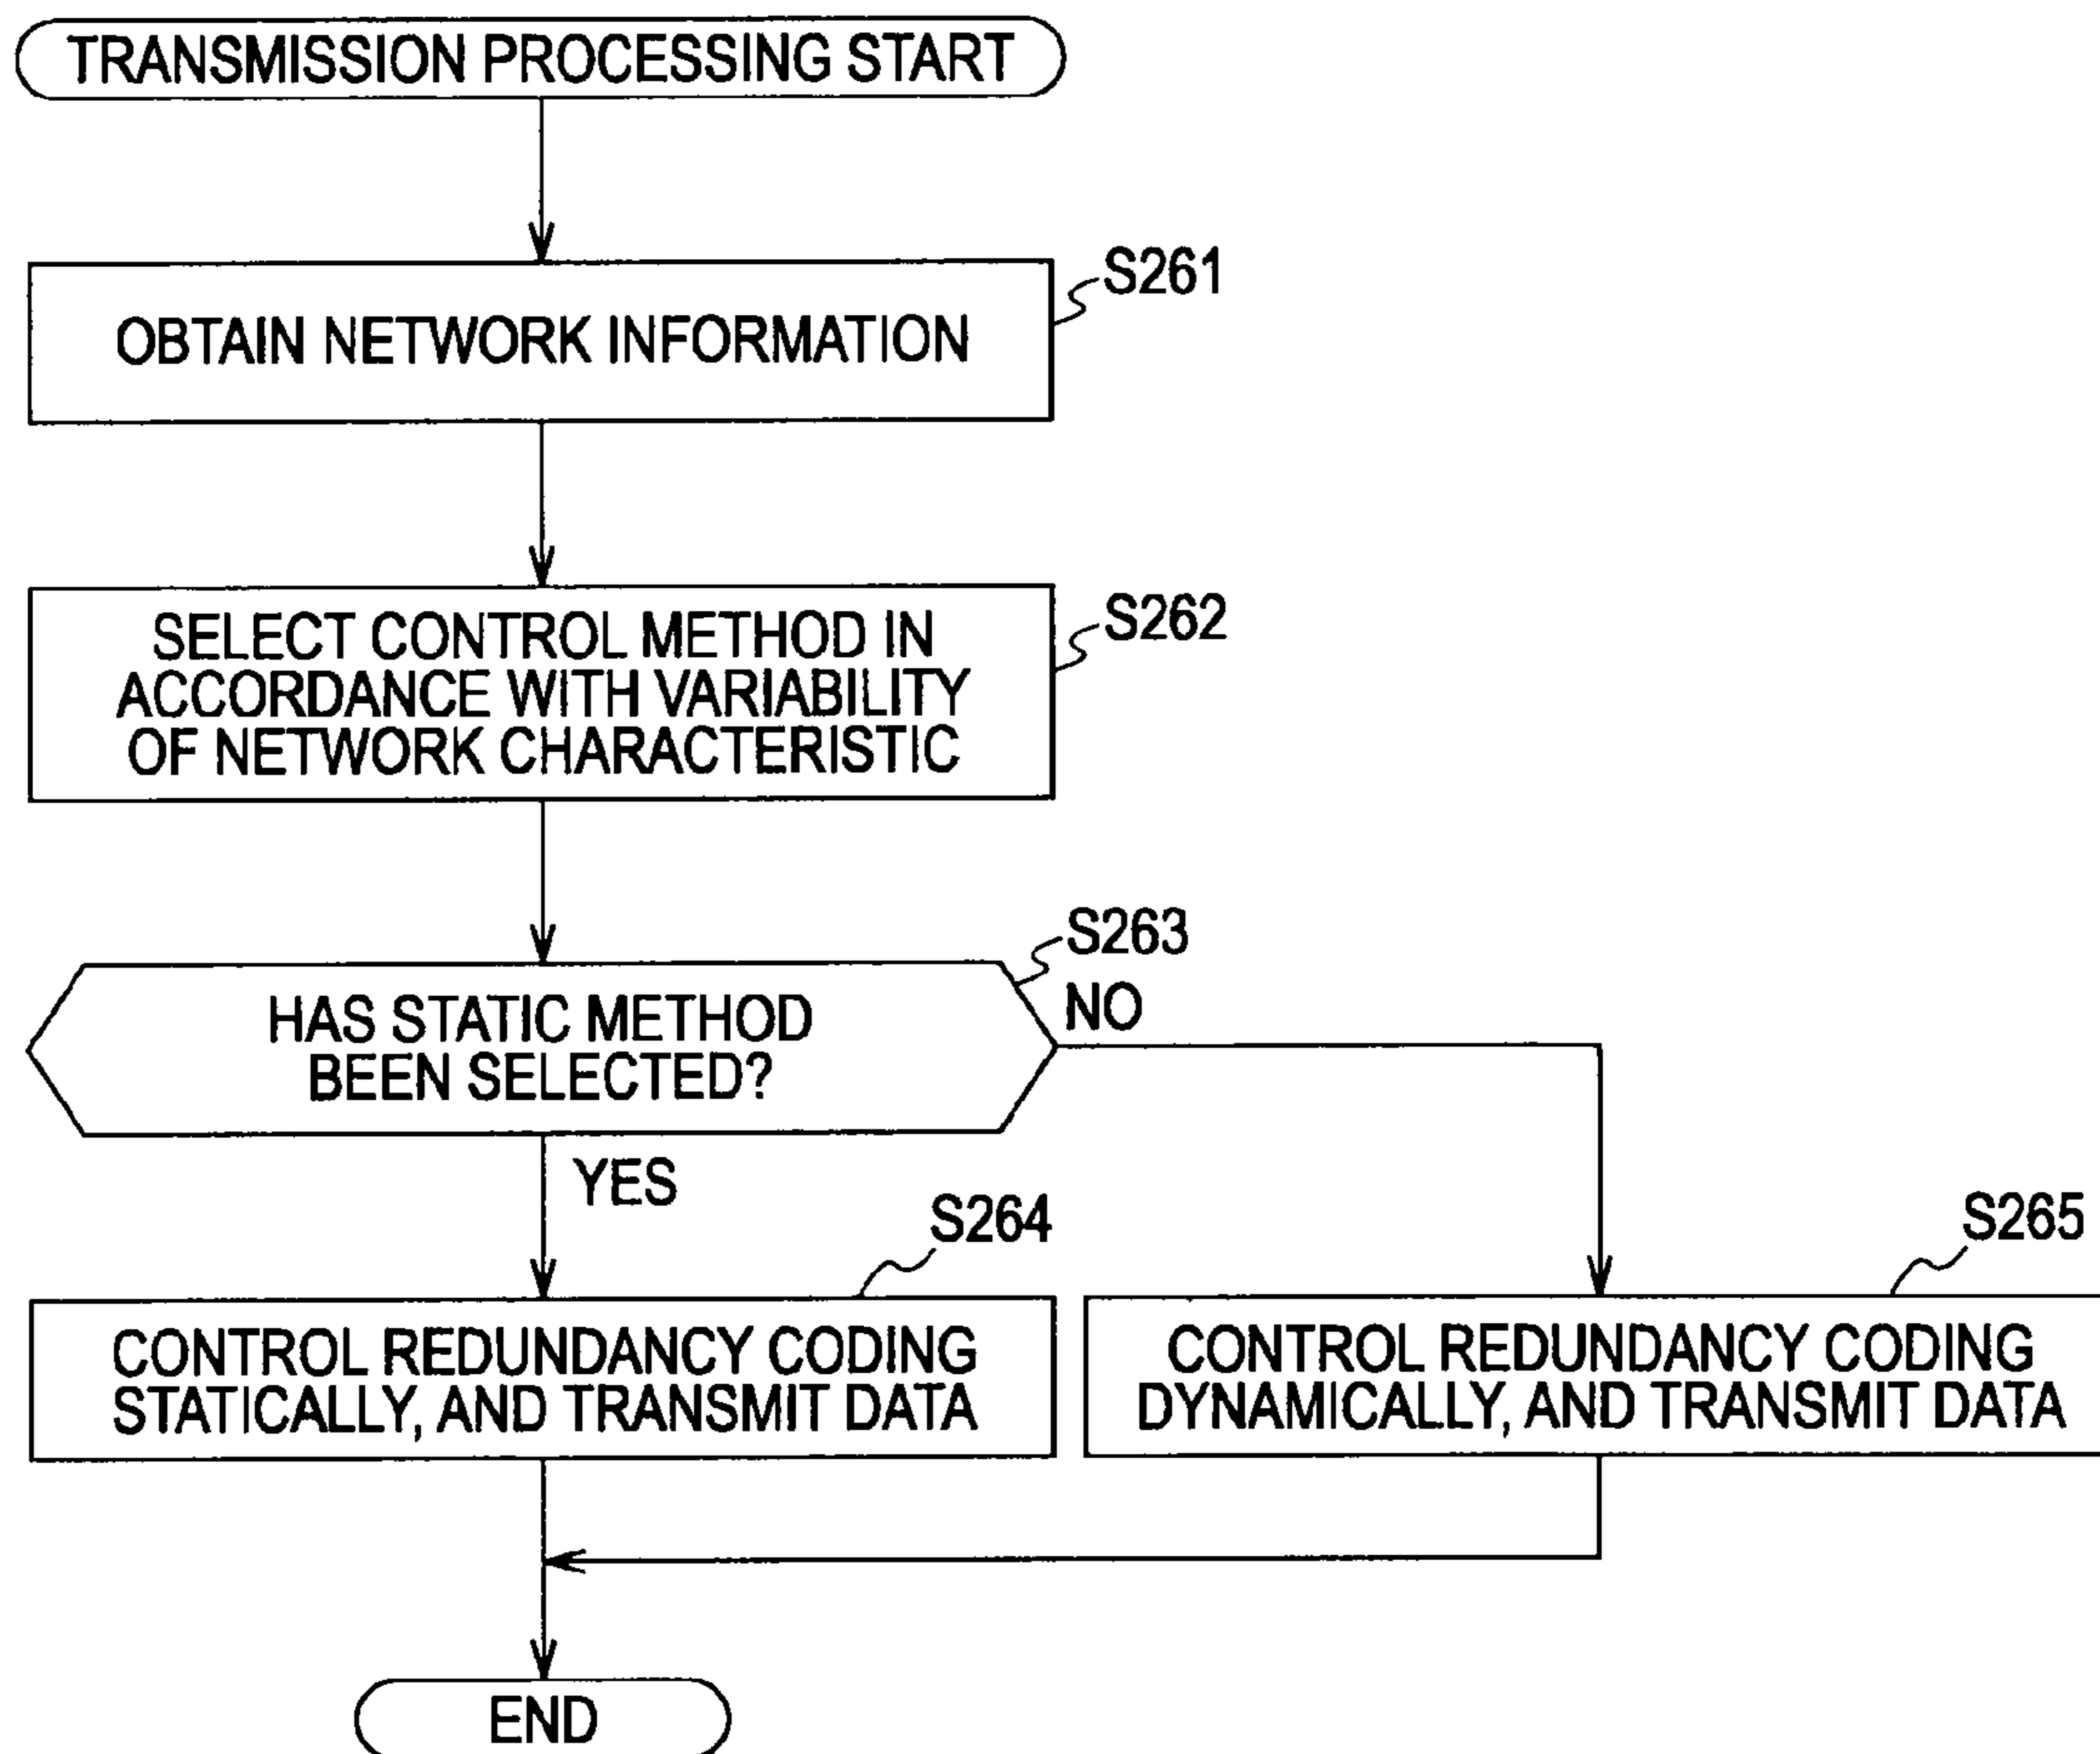 TRANSMISSION PROCESSING START
S261
OBTAIN NETWORK INFORMATION
S262
SELECT CONTROL METHOD IN
ACCORDANCE WITH VARIABILITY
OF NETWORK CHARACTERISTIC
S263
HAS STATIC METHOD
BEEN SELECTED?
NO
YES
S264
CONTROL REDUNDANCY CODING
STATICALLY, AND TRANSMIT DATA
S265
CONTROL REDUNDANCY CODING
DYNAMICALLY, AND TRANSMIT DATA
END